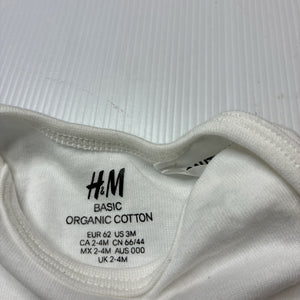 H&M
BASIC
ORGANIC COTTON
EUR 62 US 3M
CA 2-4M CN 66/44
MX 2-4M AUS 000
UK 2-4M